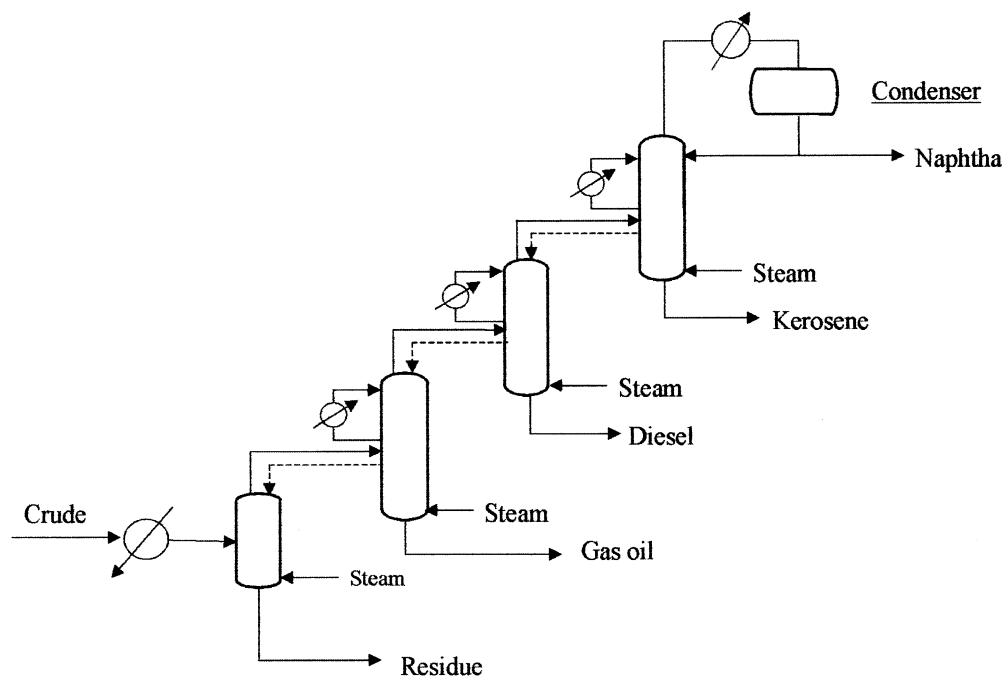 Condenser
Naphtha
Steam
Kerosene
Steam
Diesel
Steam
Gas oil
Crude
Steam
Residue